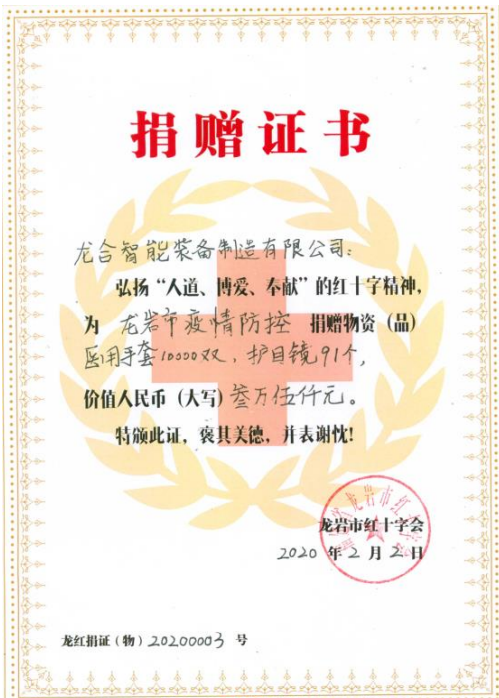 捐赠证书
龙合智能装备制造有限公司：
弘扬“人道、博爱、奉献”的红十字精神，
为 龙岩市疫情防控 捐赠物资（品）
医用手套10000双，护目镜91个，
价值人民币（大写）叁万伍仟元。
特颁此证，褒其美德，并表谢忱！
龙岩市红十字会
2020 年 2 月 2 日
龙红捐证（物）20200003 号